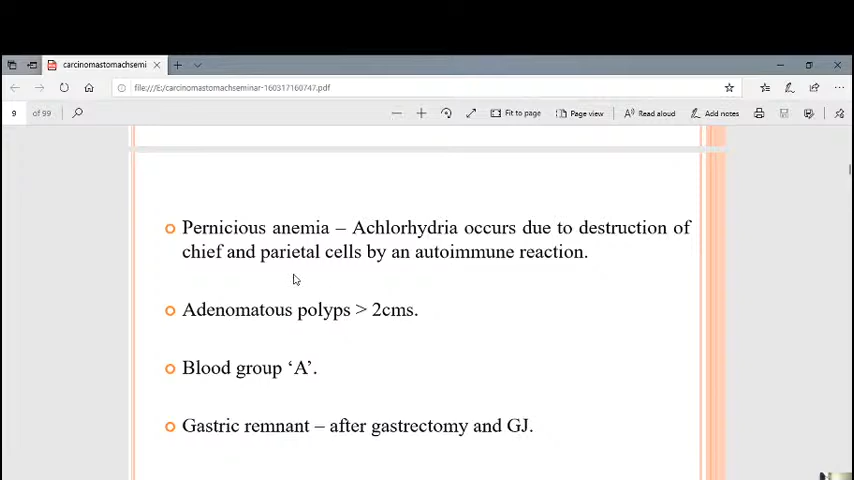 carcinomastomachsemi
file:///E:/carcinomastomachseminar-160317160747.pdf
9 of 99
Fit to page
Page view
Read aloud
Add notes
Pernicious anemia – Achlorhydria occurs due to destruction of
chief and parietal cells by an autoimmune reaction.
Adenomatous polyps > 2cms.
Blood group ‘A’.
Gastric remnant – after gastrectomy and GJ.